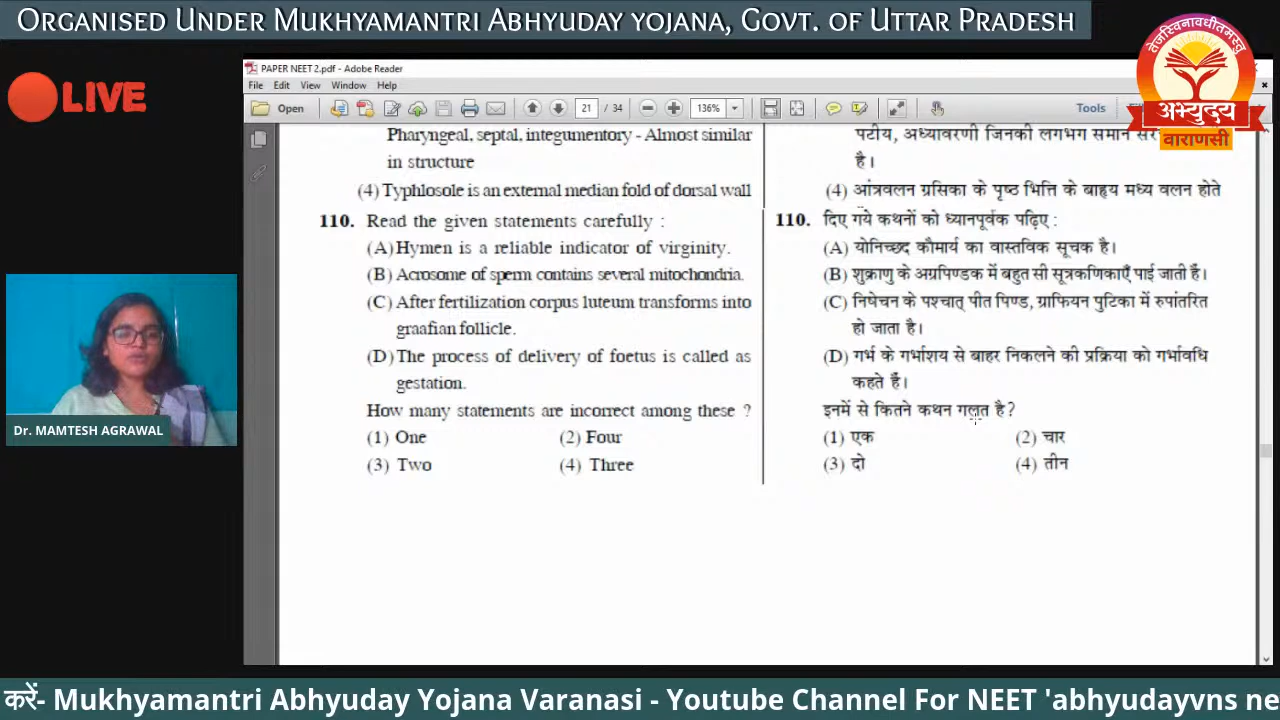 ORGANISED UNDER MUKHYAMANTRI ABHYUDAY YOJANA, GOVT. OF UTTAR PRADESH
तेजस्विनावधीतमस्तु
अभ्युदय
वाराणसी
LIVE
PAPER NEET 2.pdf - Adobe Reader
File Edit View Window Help
Open 21 / 34 136% Tools
Pharyngeal, septal, integumentory - Almost similar
in structure
(4) Typhlosole is an external median fold of dorsal wall
110. Read the given statements carefully :
(A) Hymen is a reliable indicator of virginity.
(B) Acrosome of sperm contains several mitochondria.
(C) After fertilization corpus luteum transforms into
graafian follicle.
(D) The process of delivery of foetus is called as
gestation.
How many statements are incorrect among these ?
(1) One (2) Four
(3) Two (4) Three
पटीय, अध्यावरणी जिनकी लगभग समान
है।
(4) आंत्रवलन ग्रसिका के पृष्ठ भित्ति के बाहृय मध्य वलन होते
110. दिए गये कथनों को ध्यानपूर्वक पढ़िए :
(A) योनिच्छद कौमार्य का वास्तविक सूचक है।
(B) शुक्राणु के अग्रपिण्डक में बहुत सी सूत्रकणिकाएँ पाई जाती हैं।
(C) निषेचन के पश्चात् पीत पिण्ड, ग्राफियन पुटिका में रुपांतरित
हो जाता है।
(D) गर्भ के गर्भाशय से बाहर निकलने की प्रक्रिया को गर्भावधि
कहते हैं।
इनमें से कितने कथन गलत है?
(1) एक (2) चार
(3) दो (4) तीन
Dr. MAMTESH AGRAWAL
करें- Mukhyamantri Abhyuday Yojana Varanasi - Youtube Channel For NEET 'abhyudayvns ne